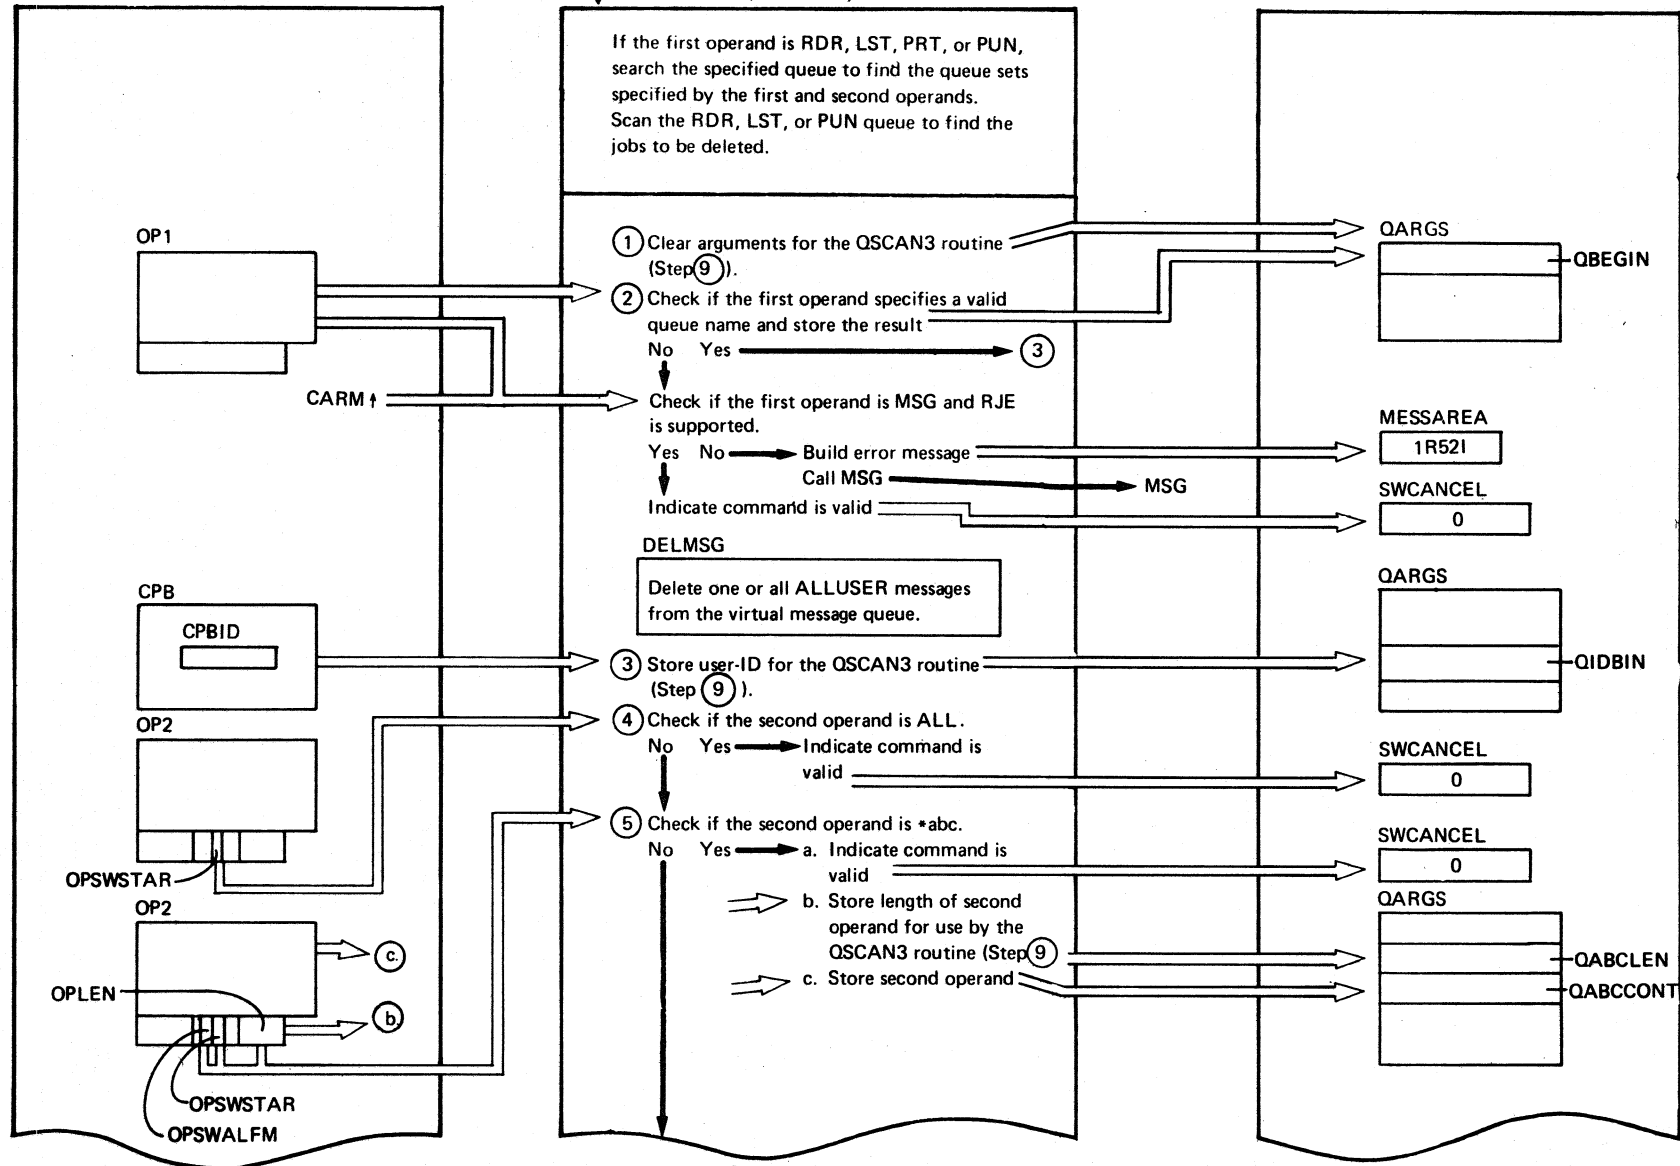 If the first operand is RDR, LST, PRT, or PUN,
search the specified queue to find the queue sets
specified by the first and second operands.
Scan the RDR, LST, or PUN queue to find the
jobs to be deleted.
OP1
CARM
CPB
CPBID
OP2
OPSWSTAR
OP2
c.
OPLEN
b.
OPSWSTAR
OPSWALFM
1 Clear arguments for the QSCAN3 routine
(Step 9 ).
2 Check if the first operand specifies a valid
queue name and store the result
No Yes 3
Check if the first operand is MSG and RJE
is supported.
Yes No Build error message
Call MSG MSG
Indicate command is valid
DELMSG
Delete one or all ALLUSER messages
from the virtual message queue.
3 Store user-ID for the QSCAN3 routine
(Step 9 ).
4 Check if the second operand is ALL.
No Yes Indicate command is
valid
5 Check if the second operand is *abc.
No Yes a. Indicate command is
valid
b. Store length of second
operand for use by the
QSCAN3 routine (Step 9
c. Store second operand
QARGS
QBEGIN
MESSAREA
1R52I
SWCANCEL
0
QARGS
QIDBIN
SWCANCEL
0
SWCANCEL
0
QARGS
QABCLEN
QABCCONT